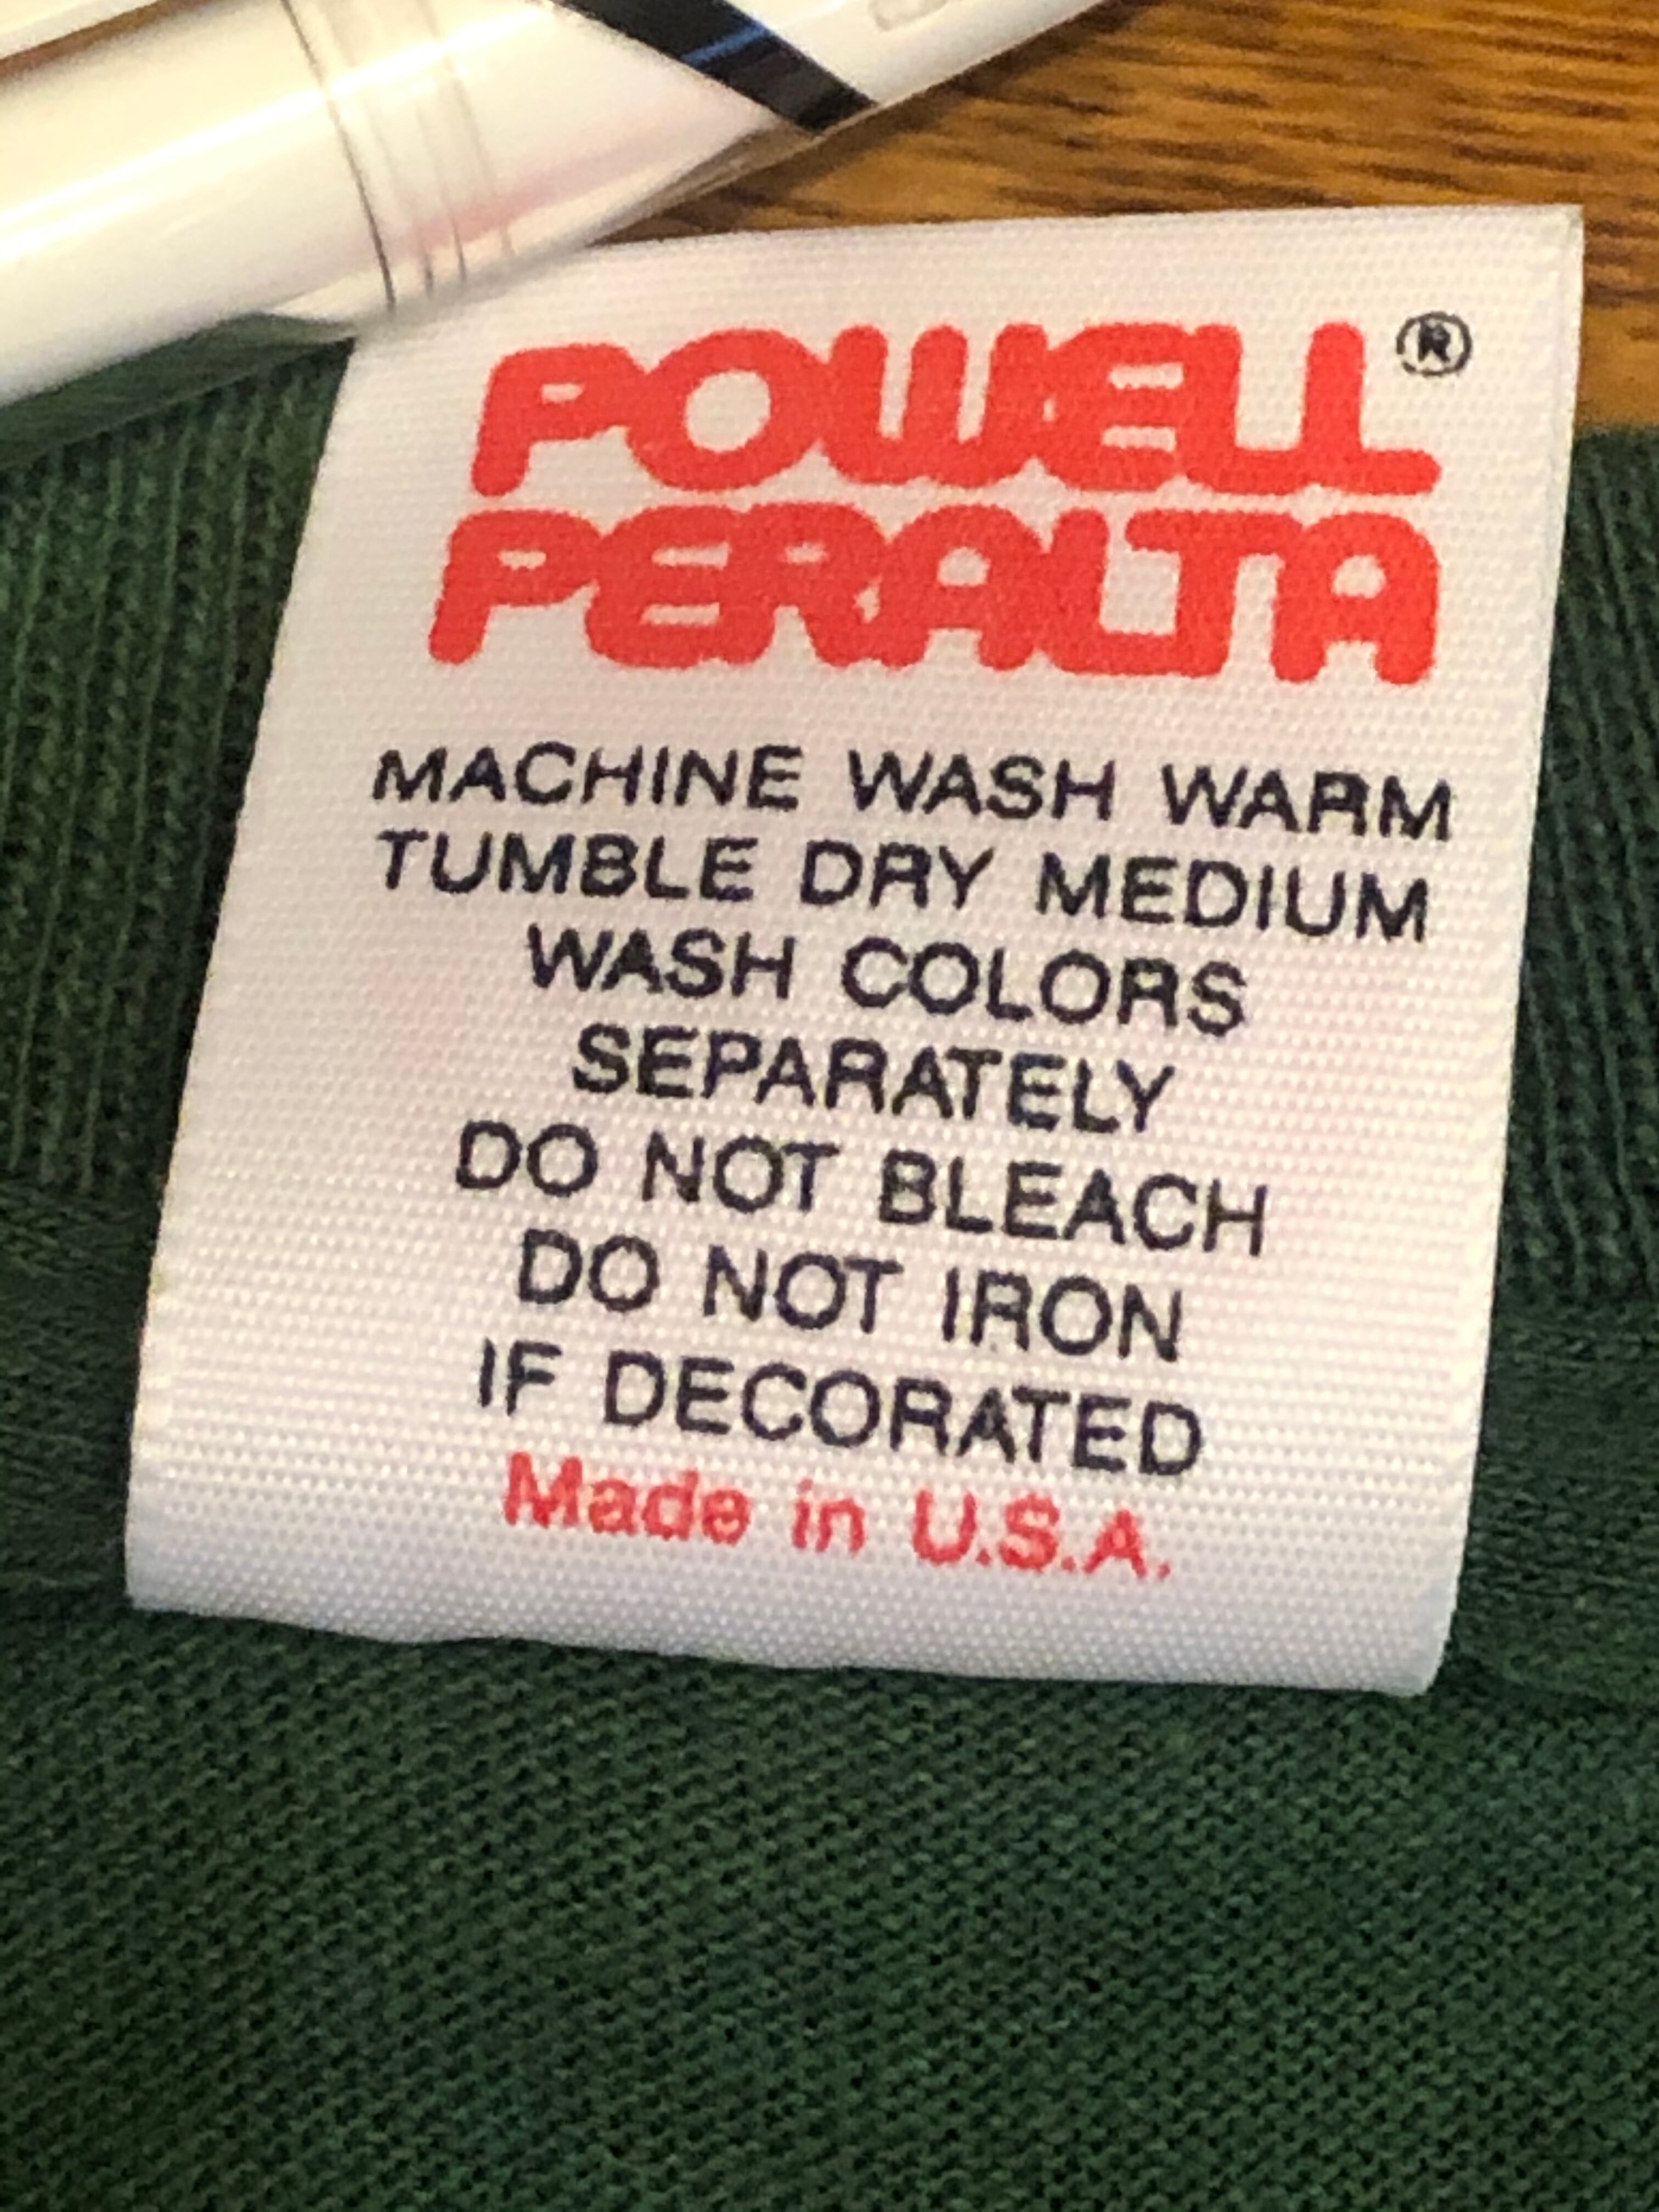 POWELL®
PERALTA
MACHINE WASH WARM
TUMBLE DRY MEDIUM
WASH COLORS
SEPARATELY
DO NOT BLEACH
DO NOT IRON
IF DECORATED
Made in U.S.A.